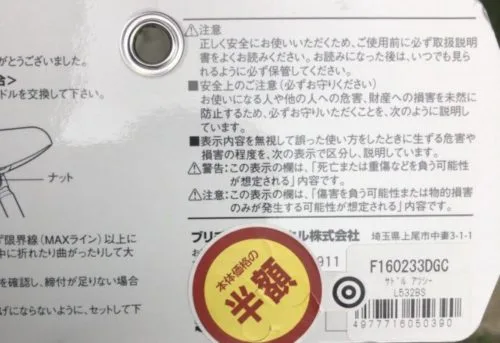 がとうございました。
合>
ドルを交換して下さい。
ナット
ず限界線(MAXライン)以上に
中に折れたり曲がったりして大
を確認し、締付が足りない場合
げにならないように、セットして下
⚠注意
正しく安全にお使いいただくため、ご使用前に必ず取扱説明
書をよくお読みください。お読みになった後は、いつでも見ら
れるように必ず保管してください。
■安全上のご注意(必ずお守りください)
お使いになる人や他の人への危害、財産への損害を未然に
防止するため、必ずお守りいただくことを、次のように説明し
ています。
■表示内容を無視して誤った使い方をしたときに生ずる危害や
損害の程度を、次の表示で区分し、説明しています。
⚠警告:この表示の欄は、「死亡または重傷などを負う可能性
が想定される」内容です。
⚠注意:この表示の欄は、「傷害を負う可能性または物的損害
のみが発生する可能性が想定される」内容です。
ブリ
ル株式会社 埼玉県上尾市中妻3-1-1
911
本体価格の
半額
F160233DGC
サドル アッシー
L532BS
4977716050390